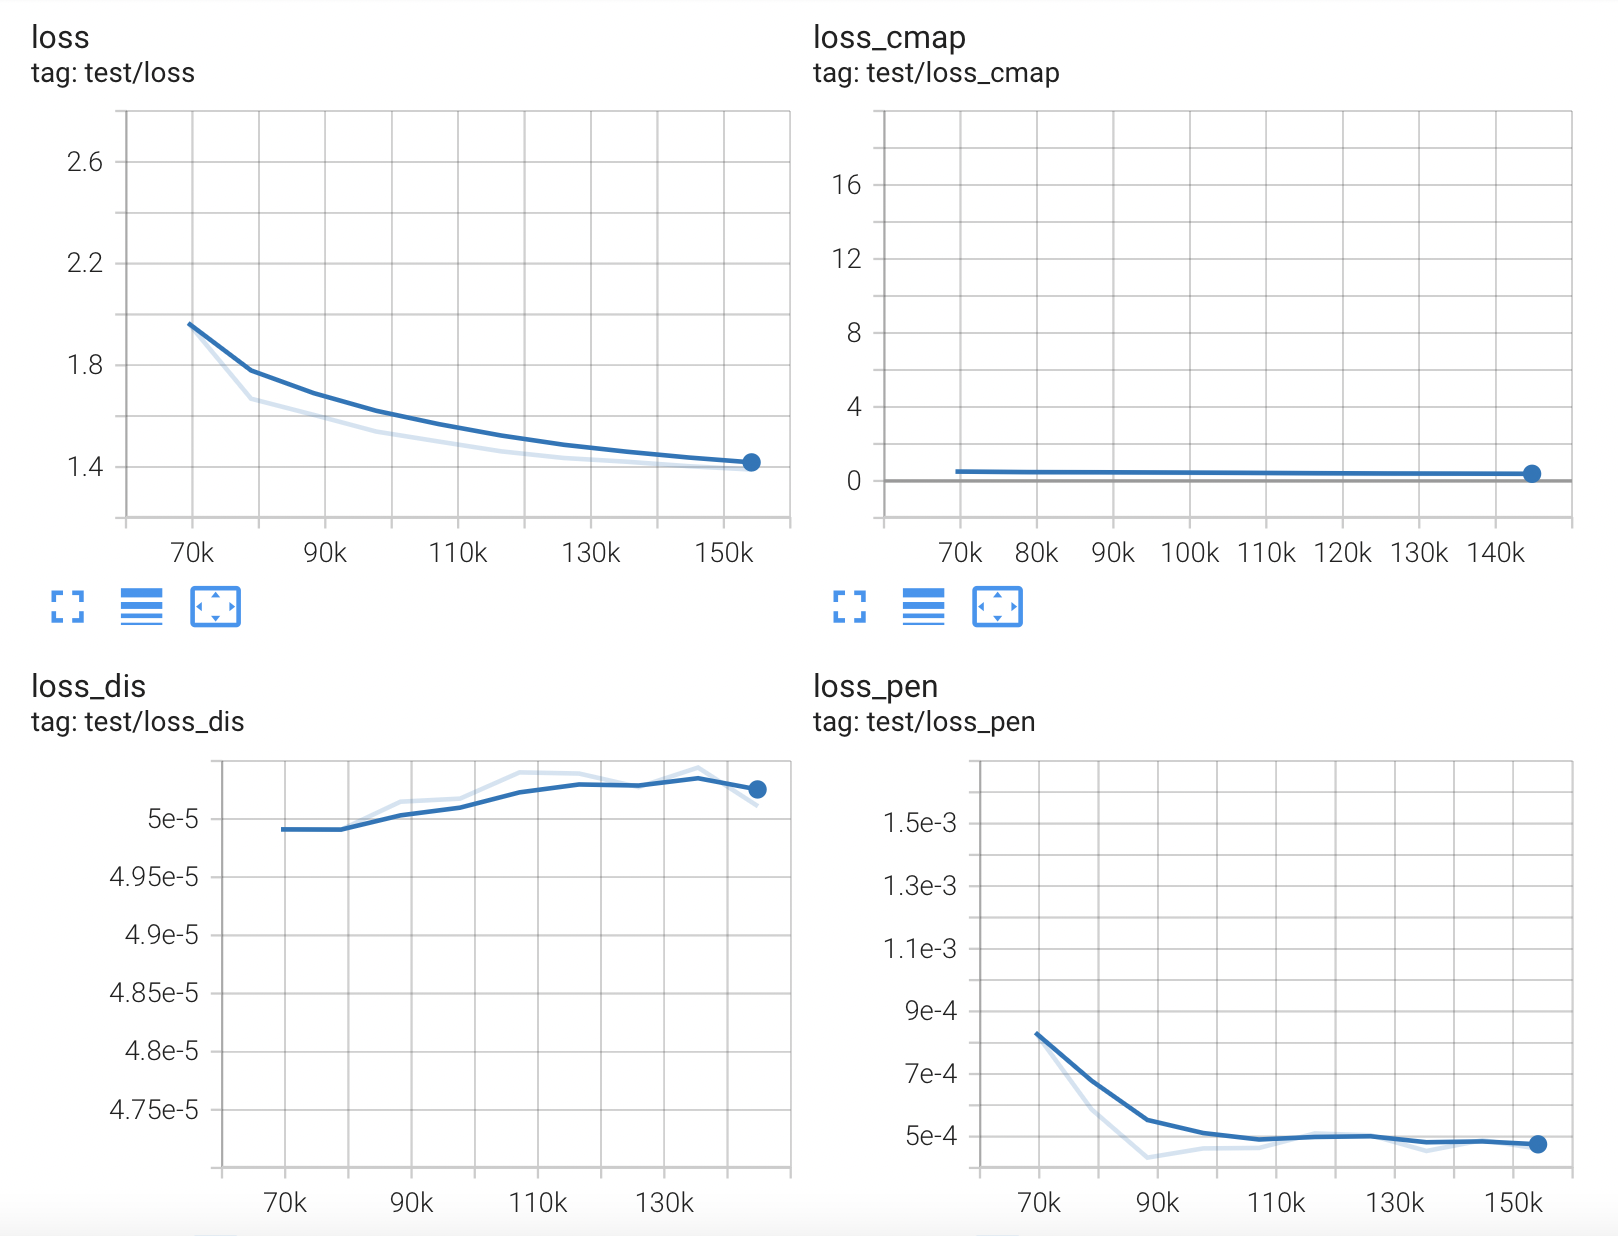 loss
tag: test/loss
2.6
2.2
1.8
1.4
70k 90k 110k 130k 150k
loss_cmap
tag: test/loss_cmap
16
12
8
4
0
70k 80k 90k 100k 110k 120k 130k 140k
loss_dis
tag: test/loss_dis
5e-5
4.95e-5
4.9e-5
4.85e-5
4.8e-5
4.75e-5
70k 90k 110k 130k
loss_pen
tag: test/loss_pen
1.5e-3
1.3e-3
1.1e-3
9e-4
7e-4
5e-4
70k 90k 110k 130k 150k